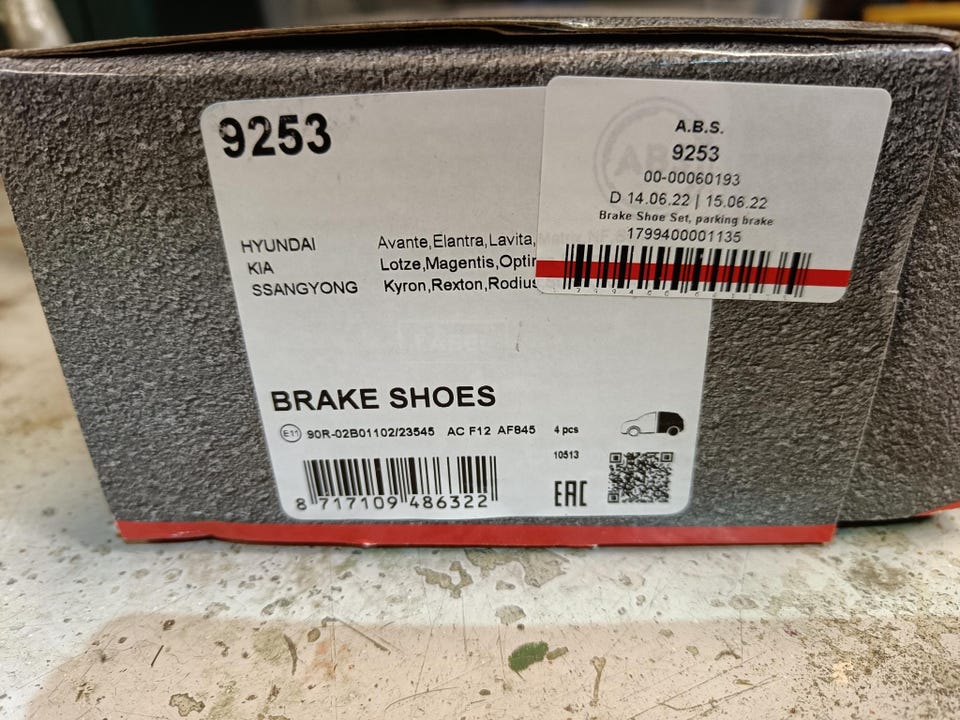 9253
HYUNDAI Avante,Elantra,Lavita,
KIA Lotze,Magentis,Optir
SSANGYONG Kyron,Rexton,Rodius
A.B.S.
9253
00-00060193
D 14.06.22 | 15.06.22
Brake Shoe Set, parking brake
1799400001135
BRAKE SHOES
E11 90R-02B01102/23545 AC F12 AF845 4 pcs
10513
8 717109 486322
EAC